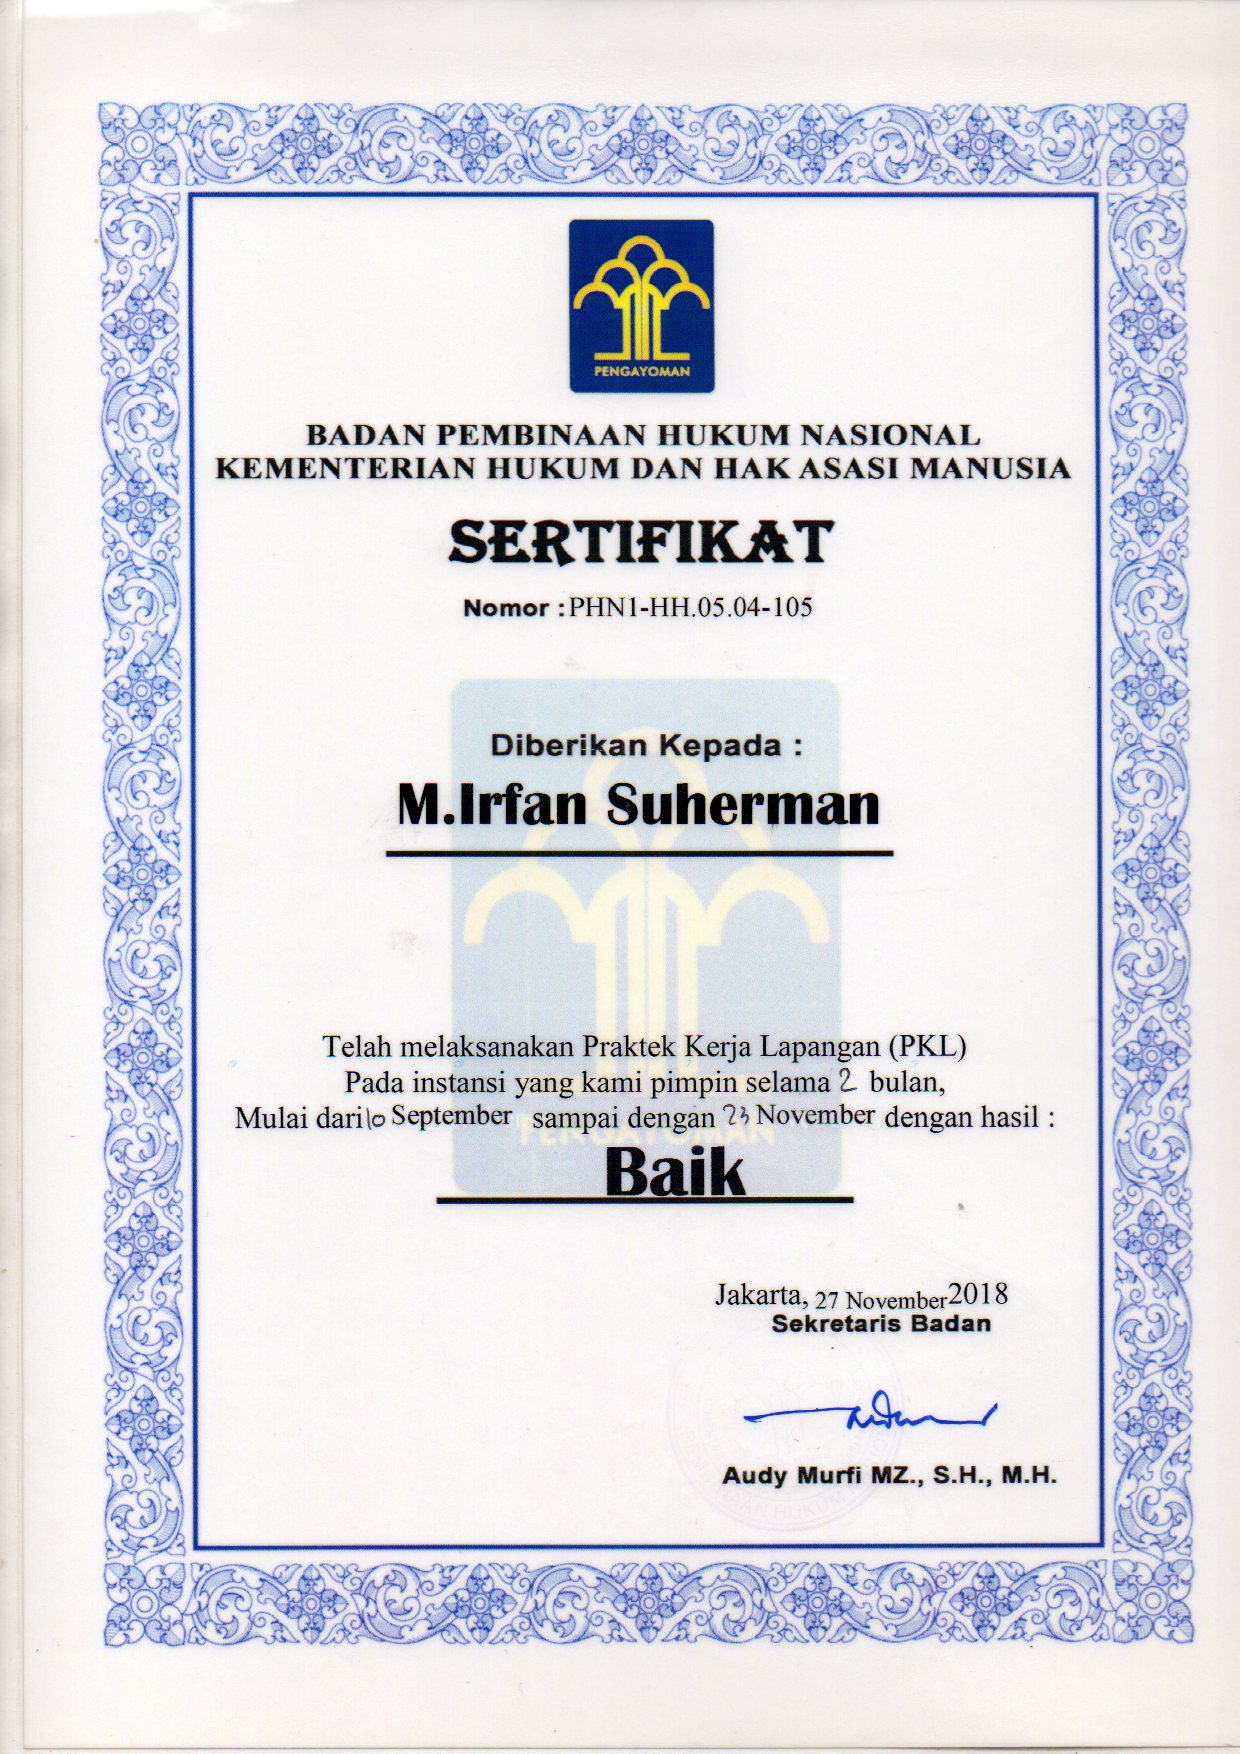 PENGAYOMAN
BADAN PEMBINAAN HUKUM NASIONAL
KEMENTERIAN HUKUM DAN HAK ASASI MANUSIA
SERTIFIKAT
Nomor : PHN1-HH.05.04-105
Diberikan Kepada :
M.Irfan Suherman
Telah melaksanakan Praktek Kerja Lapangan (PKL)
Pada instansi yang kami pimpin selama 2 bulan,
Mulai dari 10 September sampai dengan 23 November dengan hasil :
PENGAYOMAN
Baik
Jakarta, 27 November 2018
Sekretaris Badan
Audy Murfi MZ., S.H., M.H.